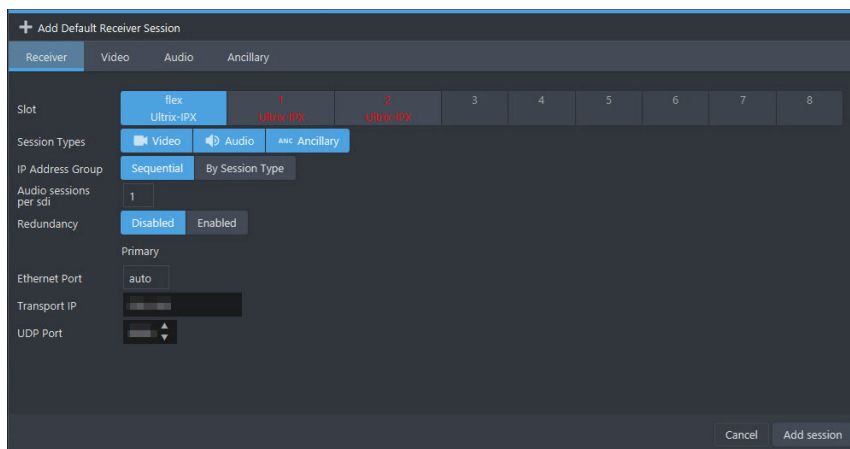 Add Default Receiver Session
Receiver Video Audio Ancillary
Slot flex 1 2 3 4 5 6 7 8
Ultrix-IPX Ultrix-IPX Ultrix-IPX
Session Types Video Audio ANC Ancillary
IP Address Group Sequential By Session Type
Audio sessions per sdi 1
Redundancy Disabled Enabled
Primary
Ethernet Port auto
Transport IP
UDP Port
Cancel Add session